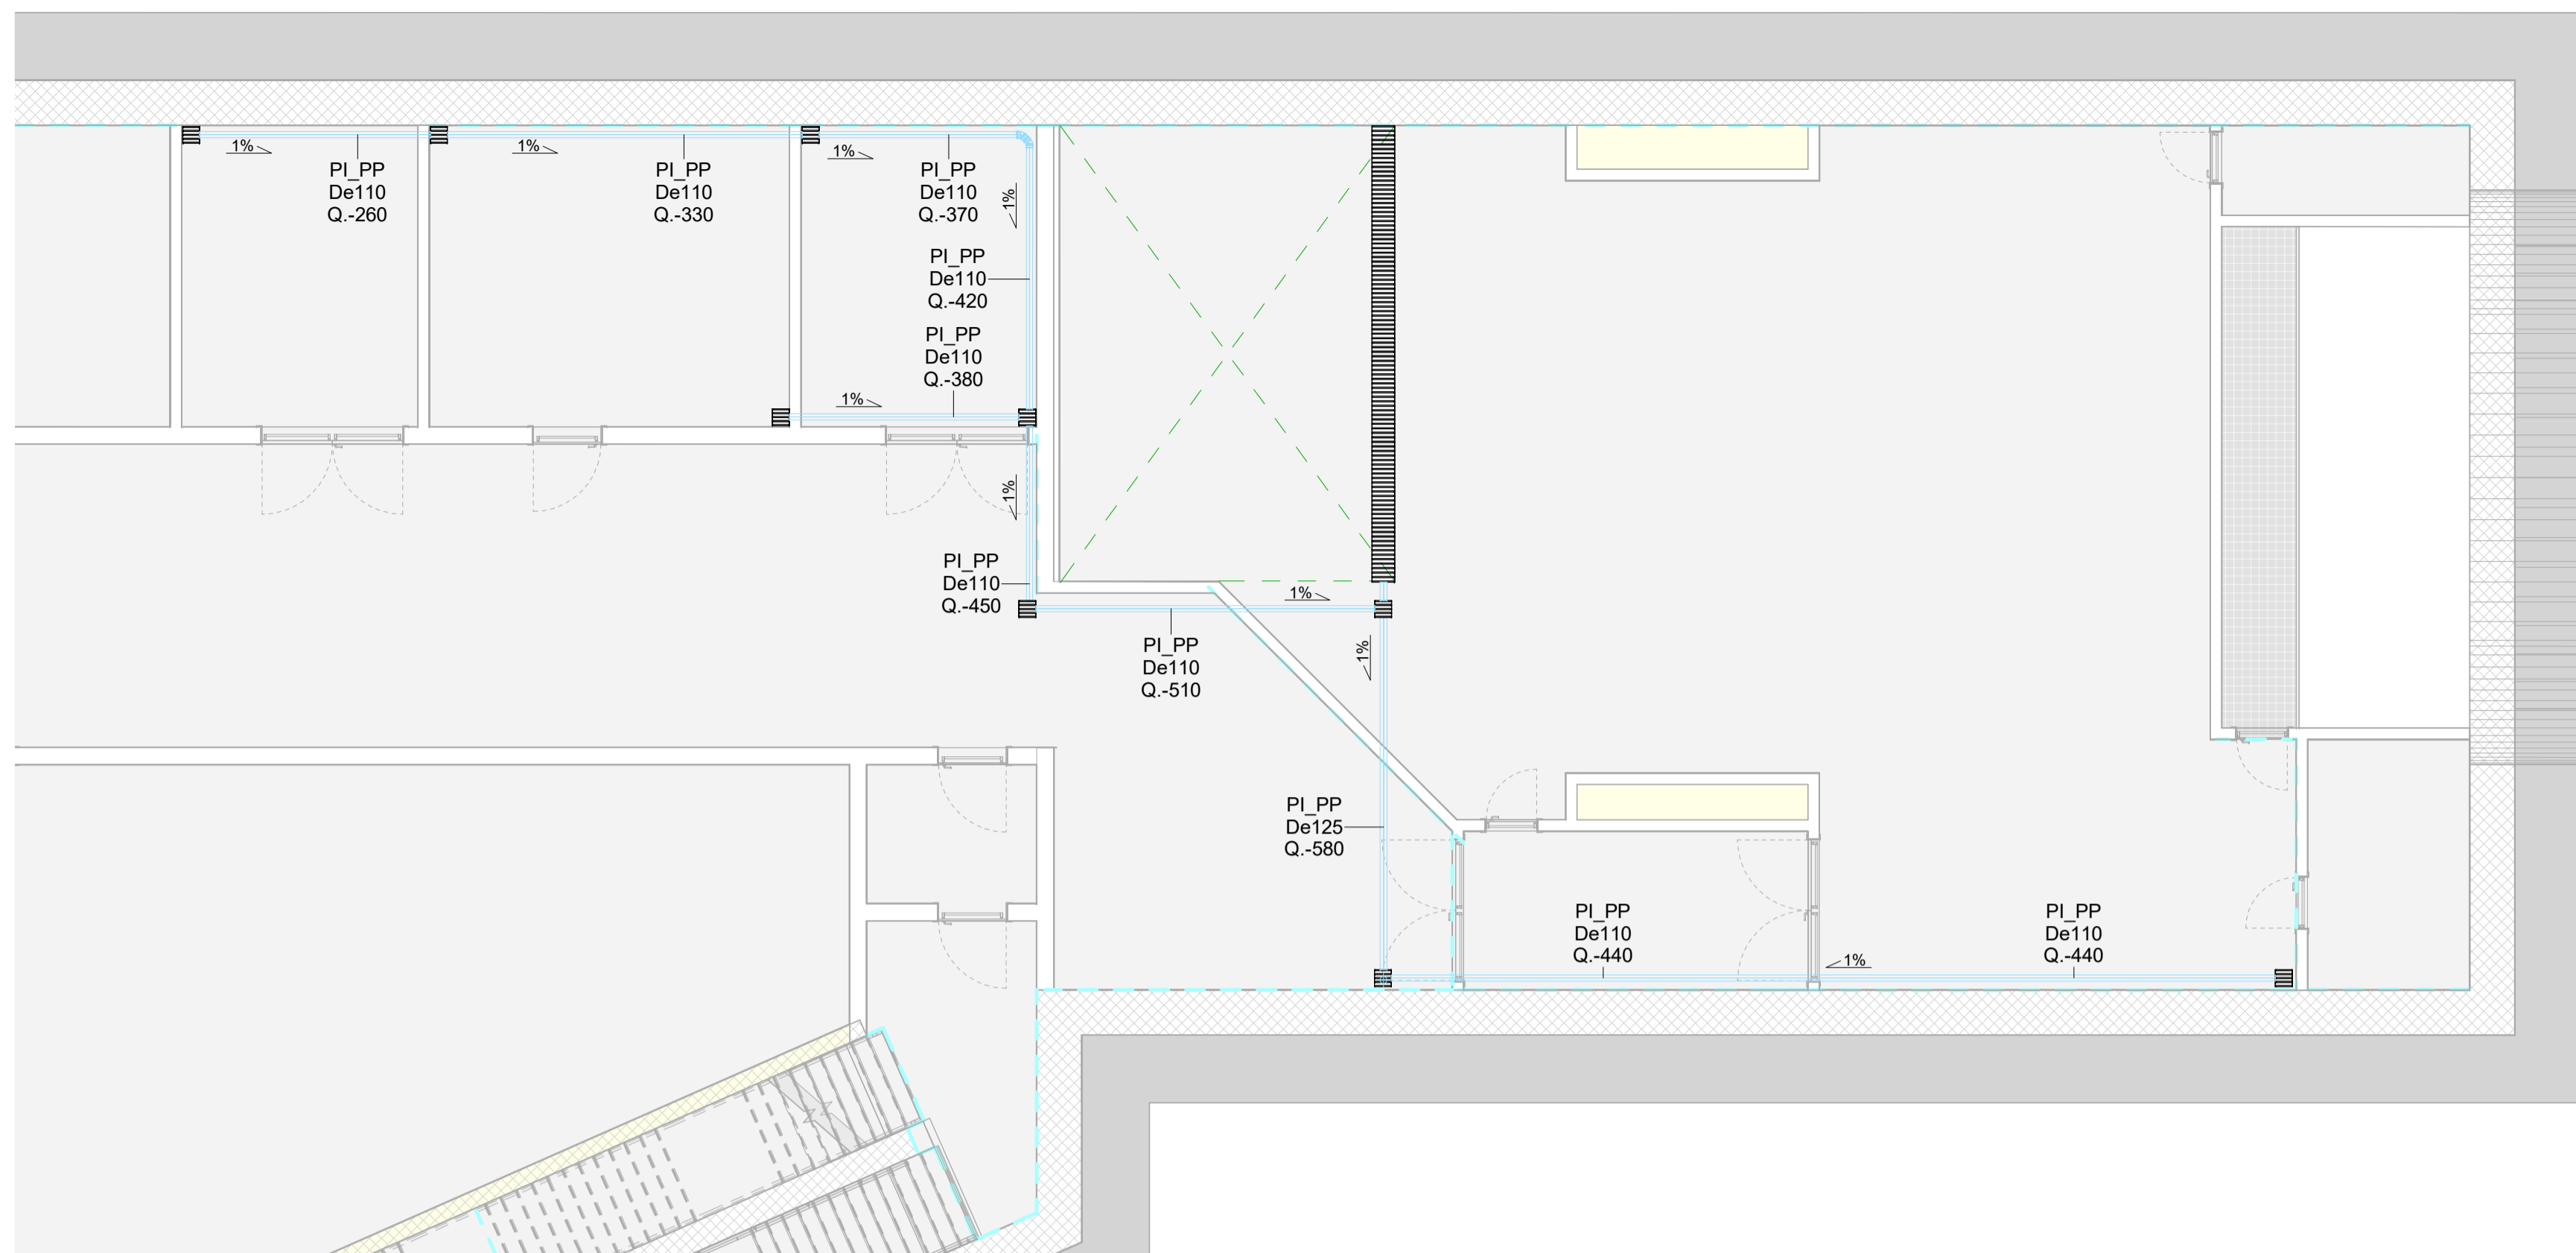 1%
1%
1%
PI_PP
De110
Q.-260
PI_PP
De110
Q.-330
PI_PP
De110
Q.-370
1%
PI_PP
De110
Q.-420
PI_PP
De110
Q.-380
1%
1%
PI_PP
De110
Q.-450
1%
PI_PP
De110
Q.-510
1%
PI_PP
De125
Q.-580
PI_PP
De110
Q.-440
1%
PI_PP
De110
Q.-440